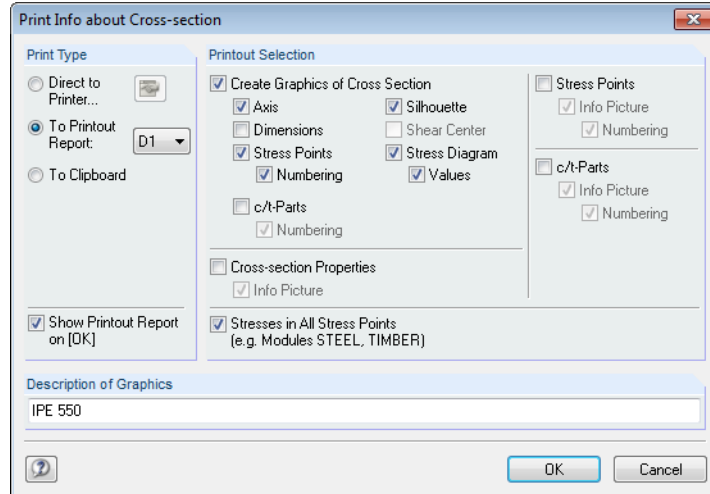 Print Info about Cross-section
Print Type
Direct to
Printer...
To Printout
Report:
D1
To Clipboard
Show Printout Report
on [OK]
Printout Selection
Create Graphics of Cross Section
Axis
Silhouette
Dimensions
Shear Center
Stress Points
Stress Diagram
Numbering
Values
c/t-Parts
Numbering
Cross-section Properties
Info Picture
Stress Points
Info Picture
Numbering
c/t-Parts
Info Picture
Numbering
Stresses in All Stress Points
(e.g. Modules STEEL, TIMBER)
Description of Graphics
IPE 550
OK
Cancel